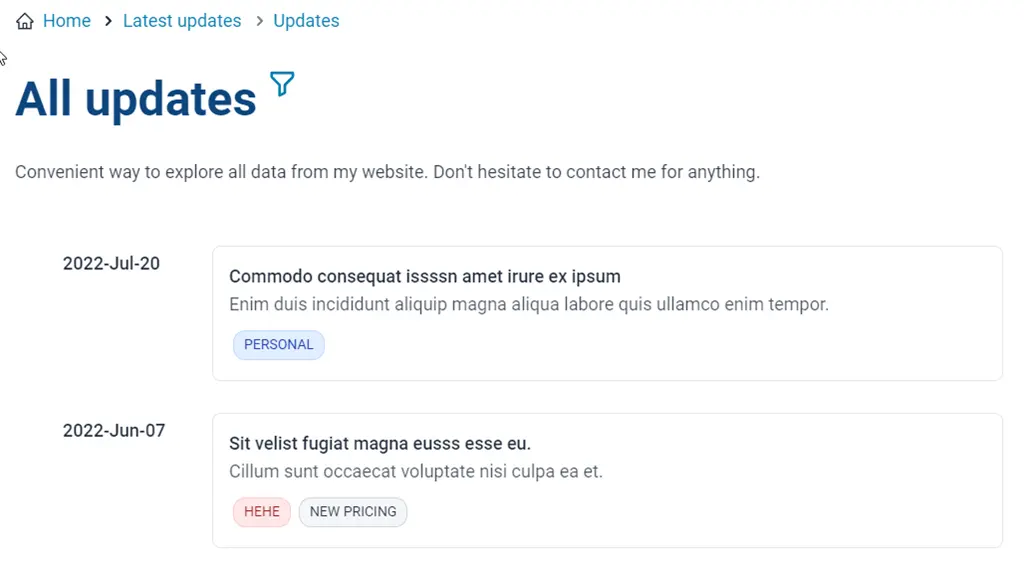 Home > Latest updates > Updates
All updates
Convenient way to explore all data from my website. Don't hesitate to contact me for anything.
2022-Jul-20
Commodo consequat issssn amet irure ex ipsum
Enim duis incididunt aliquip magna aliqua labore quis ullamco enim tempor.
PERSONAL
2022-Jun-07
Sit velist fugiat magna eusss esse eu.
Cillum sunt occaecat voluptate nisi culpa ea et.
HEHE NEW PRICING